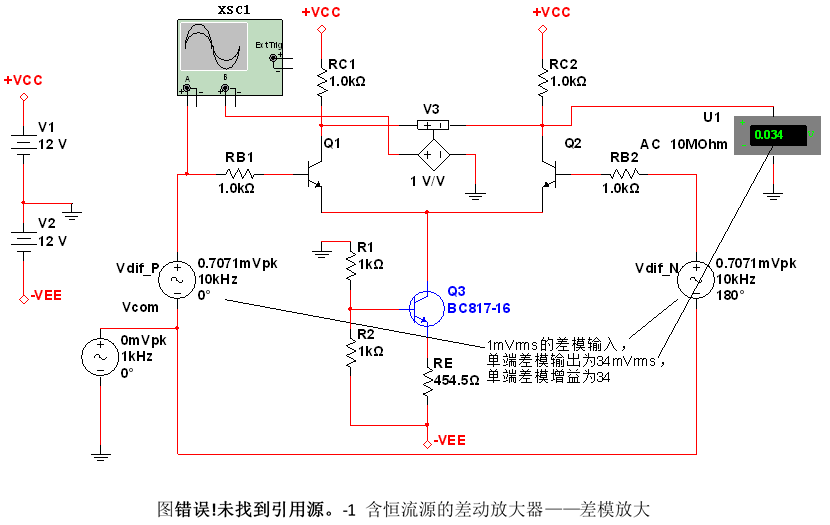 XSC1
Ext Trig
+
-
A
B
+ -
+ -
+VCC
+VCC
RC1
1.0kΩ
RC2
1.0kΩ
+VCC
V1
12 V
V2
12 V
-VEE
V3
+ -
+ -
1 V/V
U1
+
-
0.034
V
AC 10MOhm
Q1
Q2
RB1
1.0kΩ
RB2
1.0kΩ
Vdif_P
0.7071mVpk
10kHz
0°
Vdif_N
0.7071mVpk
10kHz
180°
R1
1kΩ
Q3
BC817-16
R2
1kΩ
RE
454.5Ω
-VEE
Vcom
0mVpk
1kHz
0°
1mVrms的差模输入，
单端差模输出为34mVrms，
单端差模增益为34
图错误!未找到引用源。-1 含恒流源的差动放大器——差模放大